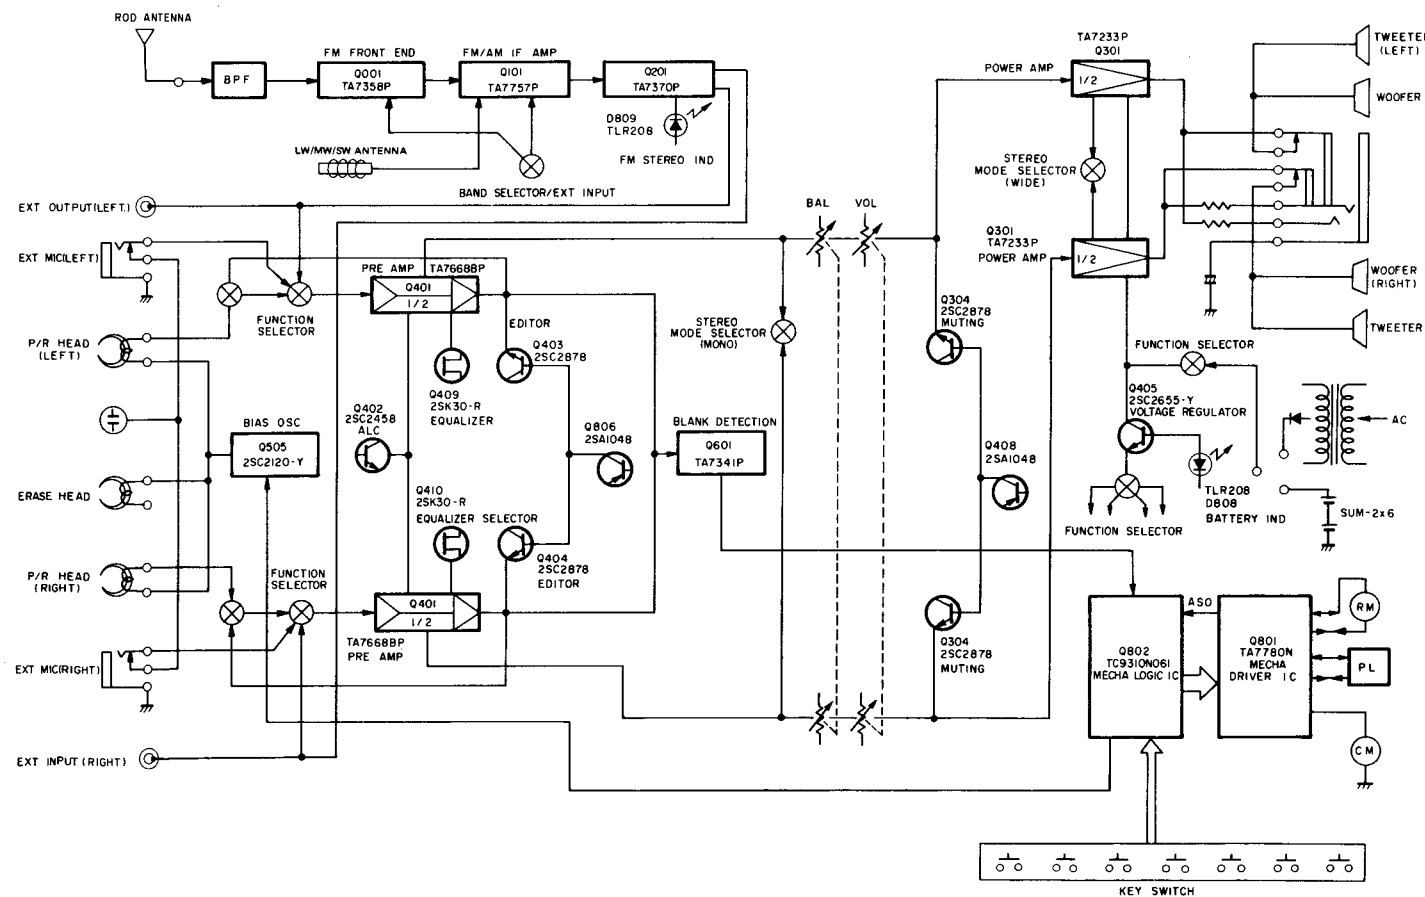 ROD ANTENNA
BPF
FM FRONT END
Q001
TA7358P
FM/AM IF AMP
Q101
TA7757P
Q201
TA7370P
D809
TLR208
FM STEREO IND
LW/MW/SW ANTENNA
BAND SELECTOR/EXT INPUT
EXT OUTPUT(LEFT)
EXT MIC(LEFT)
P/R HEAD
(LEFT)
ERASE HEAD
P/R HEAD
(RIGHT)
EXT MIC(RIGHT)
EXT INPUT(RIGHT)
FUNCTION
SELECTOR
PRE AMP
TA7668BP
Q401
1/2
EDITOR
Q403
2SC2878
Q409
2SK30-R
EQUALIZER
Q402
2SC2458
ALC
BIAS OSC
Q505
2SC2120-Y
Q806
2SA1048
Q410
2SK30-R
EQUALIZER SELECTOR
Q404
2SC2878
EDITOR
FUNCTION
SELECTOR
Q401
1/2
TA7668BP
PRE AMP
BLANK DETECTION
Q601
TA7341P
STEREO
MODE SELECTOR
(MONO)
BAL
VOL
POWER AMP
TA7233P
Q301
1/2
STEREO
MODE SELECTOR
(WIDE)
Q301
TA7233P
POWER AMP
1/2
Q304
2SC2878
MUTING
Q408
2SA1048
Q304
2SC2878
MUTING
FUNCTION SELECTOR
Q405
2SC2655-Y
VOLTAGE REGULATOR
TLR208
D808
BATTERY IND
FUNCTION SELECTOR
AC
SUM-2x6
TWEETER
(LEFT)
WOOFER
WOOFER
(RIGHT)
TWEETER
Q802
TC9310N061
MECHA LOGIC IC
ASO
Q801
TA7780N
MECHA
DRIVER IC
RM
PL
CM
KEY SWITCH